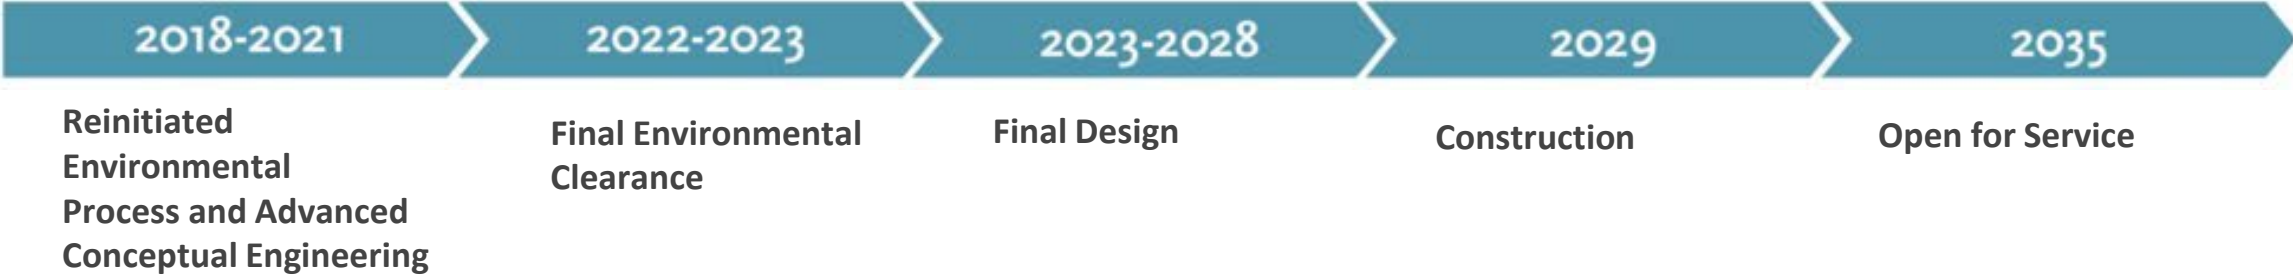 2018-2021
2022-2023
2023-2028
2029
2035
Reinitiated
Environmental
Process and Advanced
Conceptual Engineering
Final Environmental
Clearance
Final Design
Construction
Open for Service